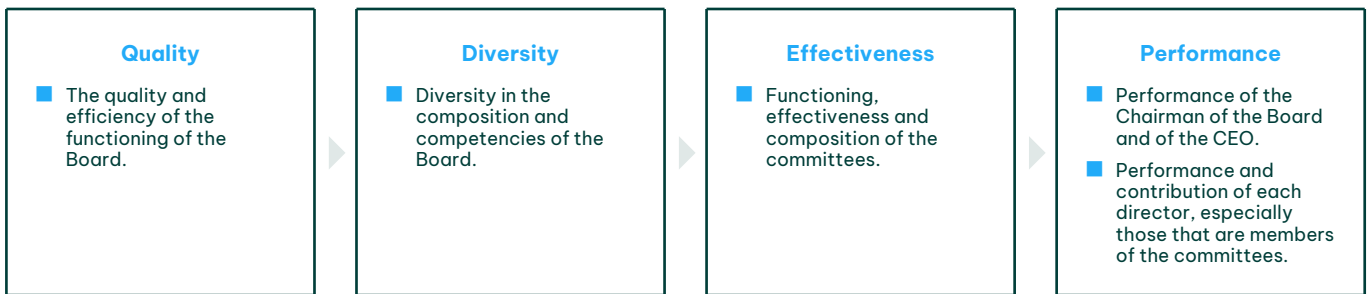 Quality
The quality and
efficiency of the
functioning of the
Board.
Diversity
Diversity in the
composition and
competencies of the
Board.
Effectiveness
Functioning,
effectiveness and
composition of the
committees.
Performance
Performance of the
Chairman of the Board
and of the CEO.
Performance and
contribution of each
director, especially
those that are members
of the committees.